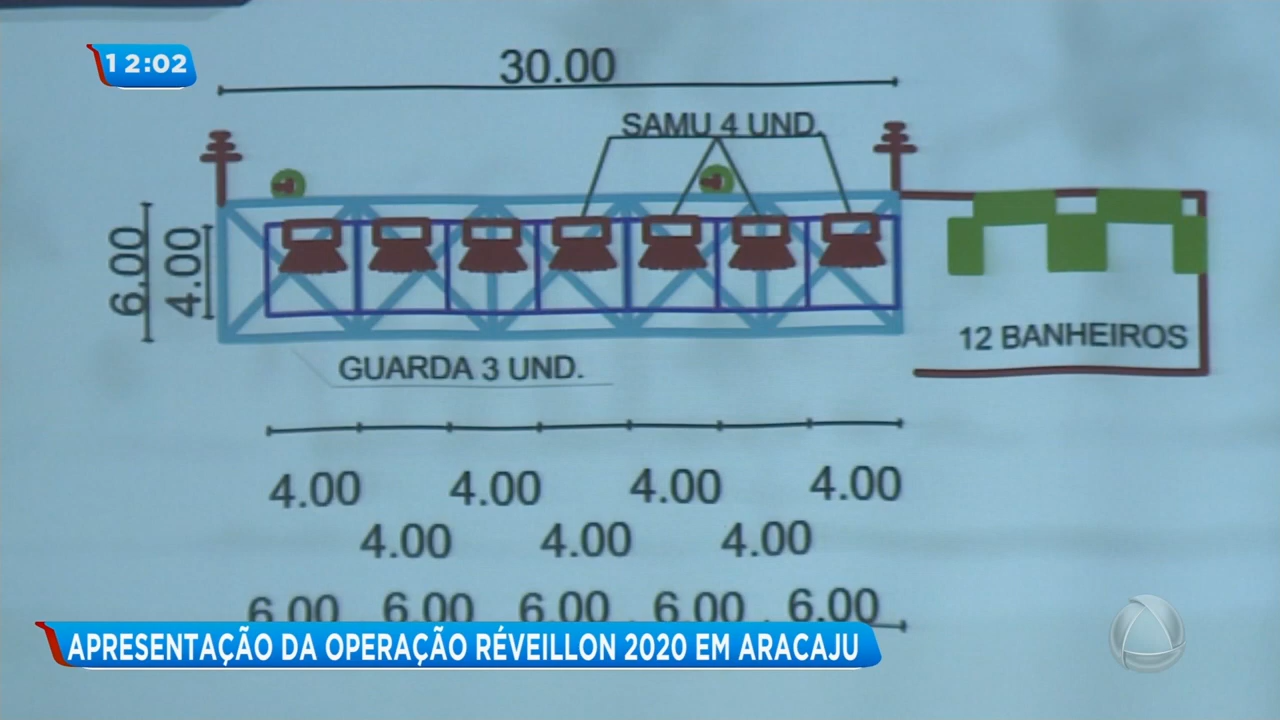 12:02
30.00
SAMU 4 UND.
6.00
4.00
12 BANHEIROS
GUARDA 3 UND.
4.00 4.00 4.00 4.00
4.00 4.00 4.00
6.00 6.00 6.00 6.00 6.00
APRESENTAÇÃO DA OPERAÇÃO RÉVEILLON 2020 EM ARACAJU